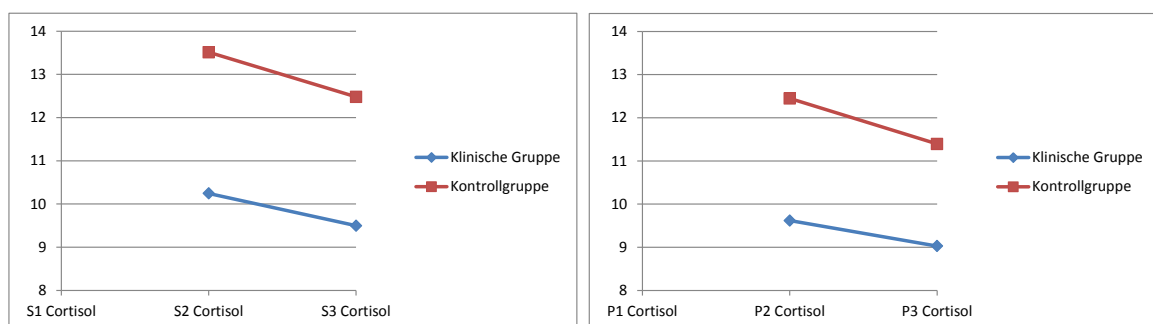 14
13
12
11
10
9
8
S1 Cortisol S2 Cortisol S3 Cortisol
Klinische Gruppe
Kontrollgruppe
14
13
12
11
10
9
8
P1 Cortisol P2 Cortisol P3 Cortisol
Klinische Gruppe
Kontrollgruppe